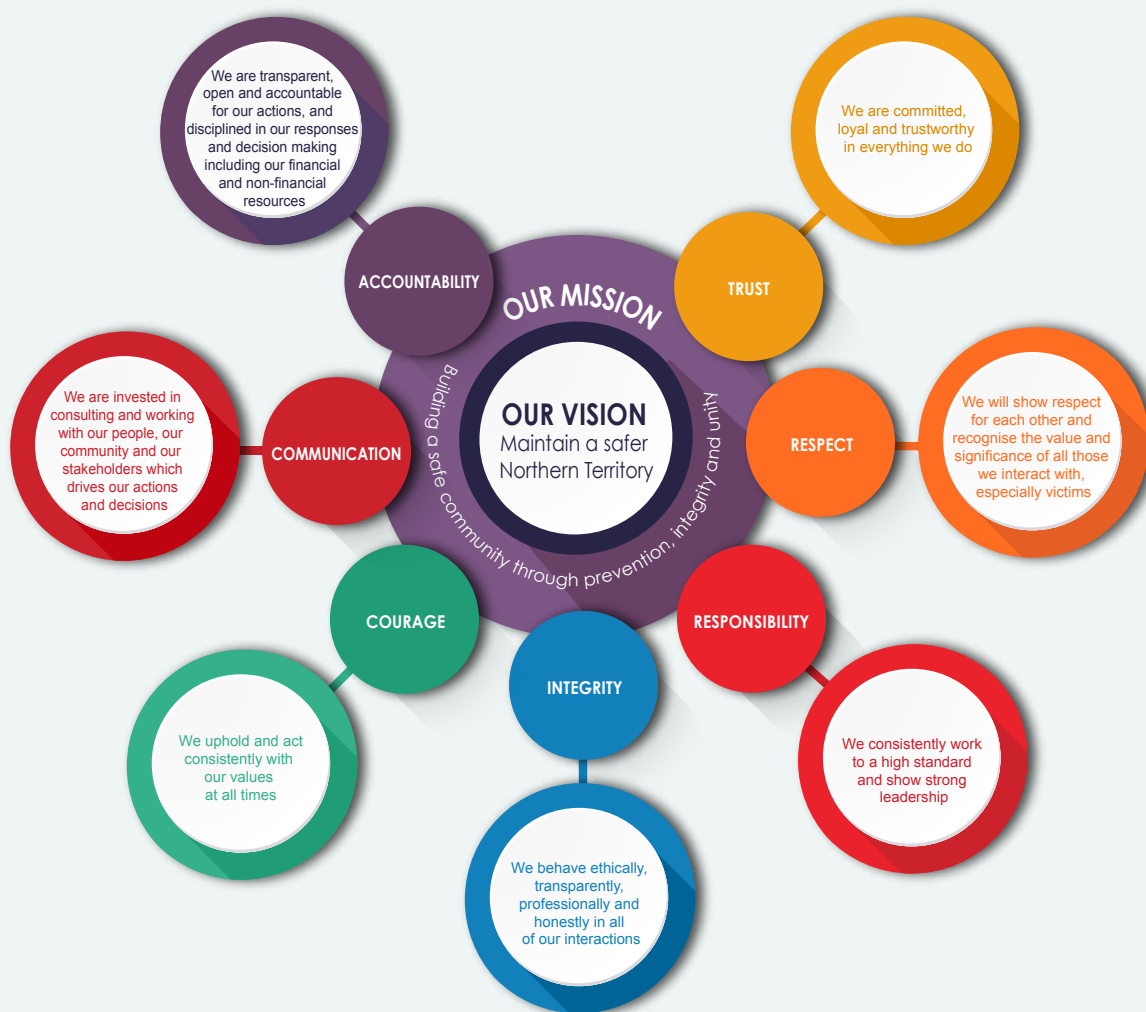 OUR VISION
Maintain a safer
Northern Territory
OUR MISSION
Building a safe community through prevention, integrity and unity
ACCOUNTABILITY
We are transparent,
open and accountable
for our actions, and
disciplined in our responses
and decision making
including our financial
and non-financial
resources
TRUST
We are committed,
loyal and trustworthy
in everything we do
RESPECT
We will show respect
for each other and
recognise the value and
significance of all those
we interact with,
especially victims
RESPONSIBILITY
We consistently work
to a high standard
and show strong
leadership
INTEGRITY
We behave ethically,
transparently,
professionally and
honestly in all
of our interactions
COURAGE
We uphold and act
consistently with
our values
at all times
COMMUNICATION
We are invested in
consulting and working
with our people, our
community and our
stakeholders which
drives our actions
and decisions